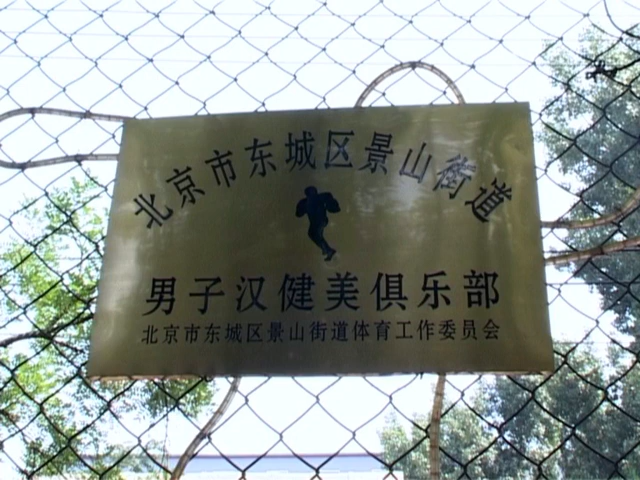 北京市东城区景山街道
男子汉健美俱乐部
北京市东城区景山街道体育工作委员会